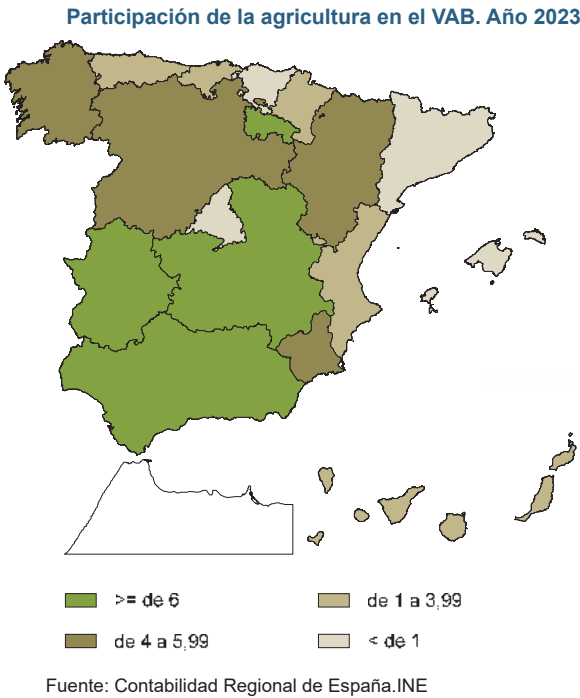 Participación de la agricultura en el VAB. Año 2023
>= de 6
de 1 a 3,99
de 4 a 5,99
< de 1
Fuente: Contabilidad Regional de España.INE